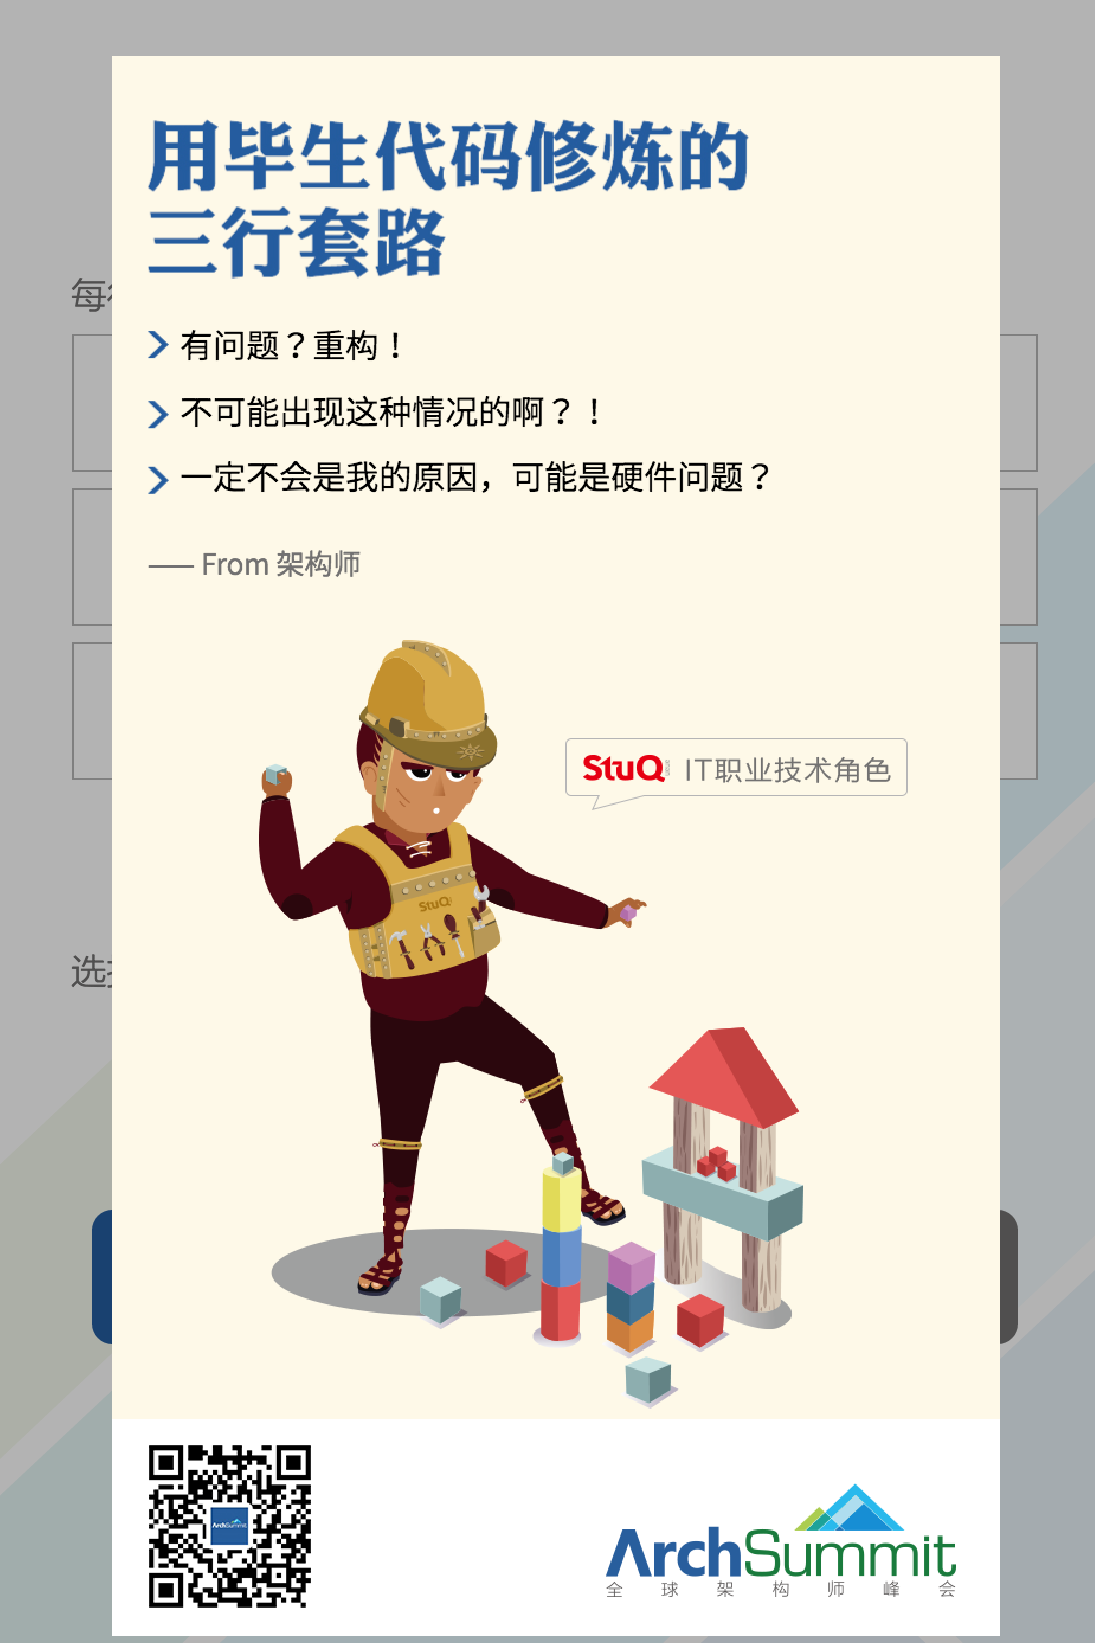 用毕生代码修炼的
三行套路
每
有问题？重构！
不可能出现这种情况的啊？！
一定不会是我的原因，可能是硬件问题？
—— From 架构师
StuQ IT职业技术角色
StuQ
选
ArchSummit
ArchSummit
全球架构师峰会